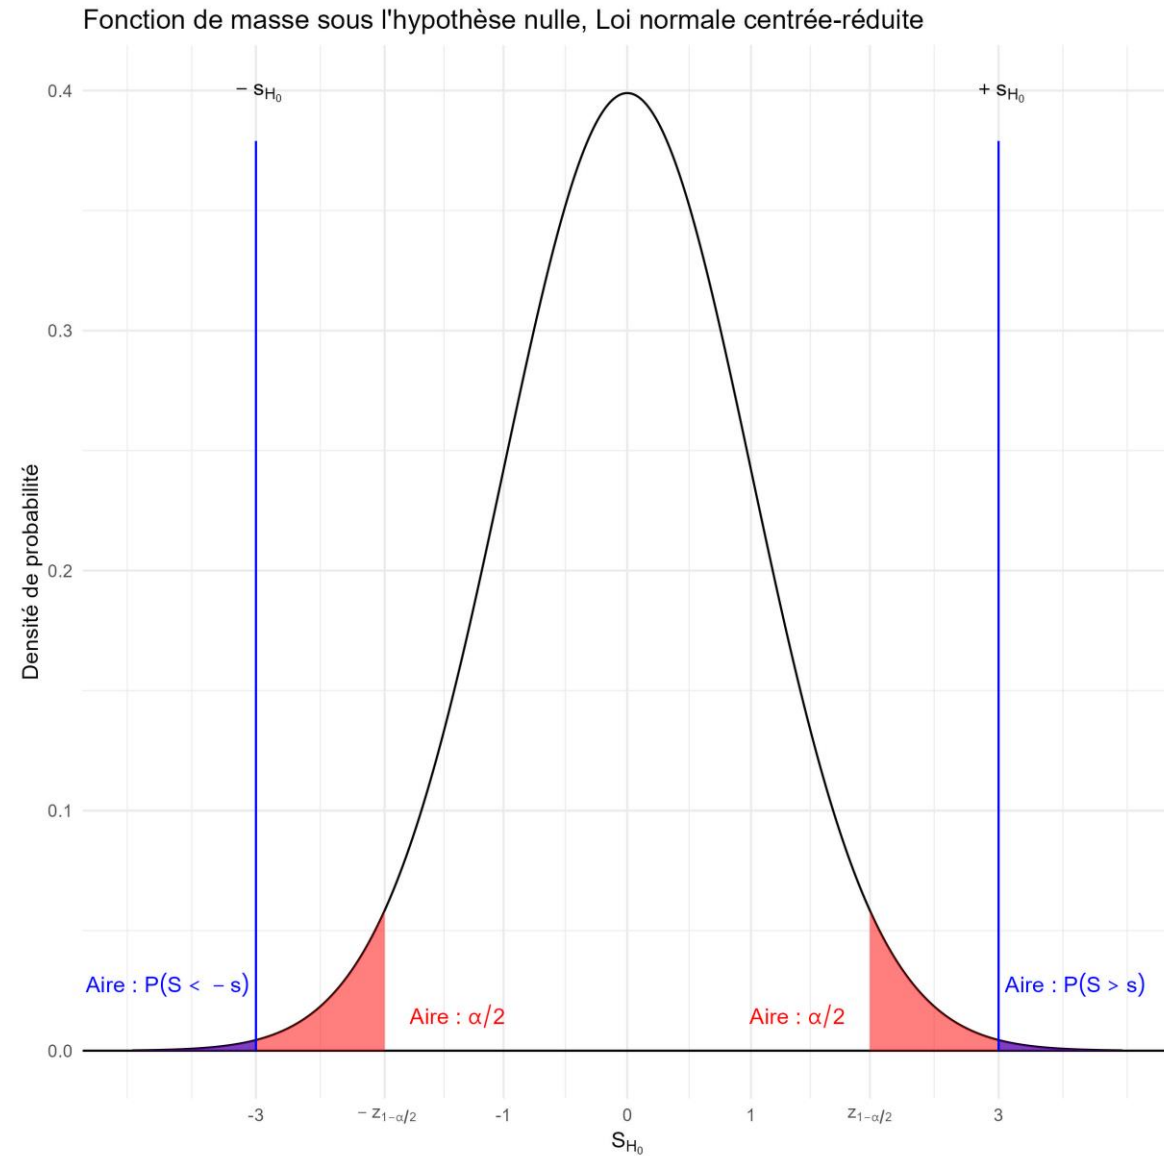 Fonction de masse sous l'hypothèse nulle, Loi normale centrée-réduite
− s_H₀
+ s_H₀
0.4
0.3
0.2
0.1
0.0
Densité de probabilité
Aire : P(S < − s)
Aire : α/2
Aire : α/2
Aire : P(S > s)
-3
− z₁₋α/₂
-1
0
1
z₁₋α/₂
3
S_H₀